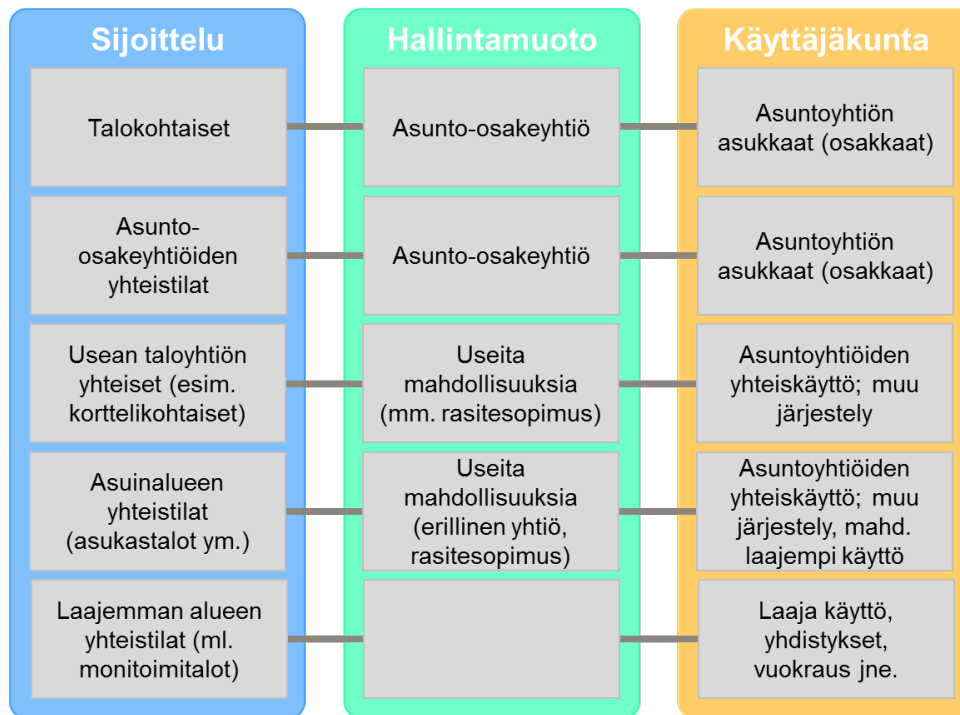 Sijoittelu
Hallintamuoto
Käyttäjäkunta
Talokohtaiset
Asunto-osakeyhtiö
Asuntoyhtiön
asukkaat (osakkaat)
Asunto-
osakeyhtiöiden
yhteistilat
Asunto-osakeyhtiö
Asuntoyhtiön
asukkaat (osakkaat)
Usean taloyhtiön
yhteiset (esim.
korttelikohtaiset)
Useita
mahdollisuuksia
(mm. rasitesopimus)
Asuntoyhtiöiden
yhteiskäyttö; muu
järjestely
Asuinalueen
yhteistilat
(asukastalot ym.)
Useita
mahdollisuuksia
(erillinen yhtiö,
rasitesopimus)
Asuntoyhtiöiden
yhteiskäyttö; muu
järjestely, mahd.
laajempi käyttö
Laajemman alueen
yhteistilat (ml.
monitoimitalot)
Laaja käyttö,
yhdistykset,
vuokraus jne.